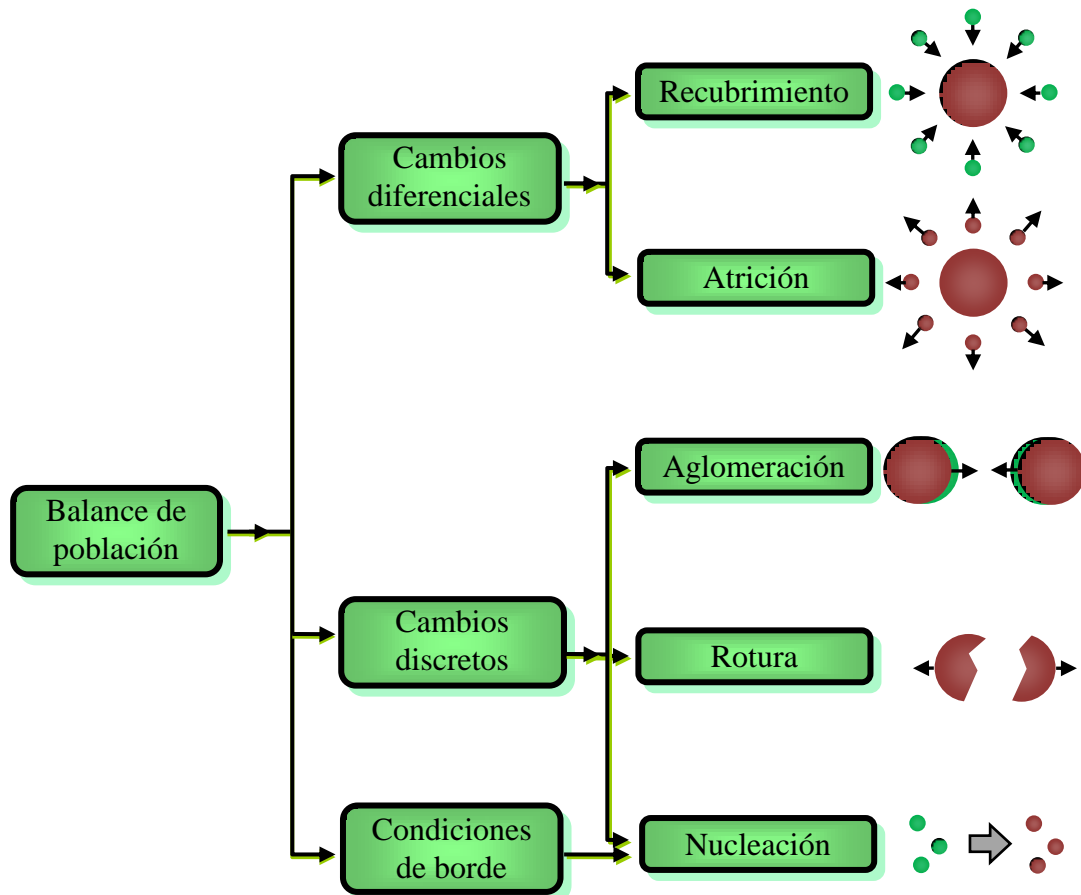 Recubrimiento
Cambios
diferenciales
Atrición
Aglomeración
Balance de
población
Cambios
discretos
Rotura
Condiciones
de borde
Nucleación